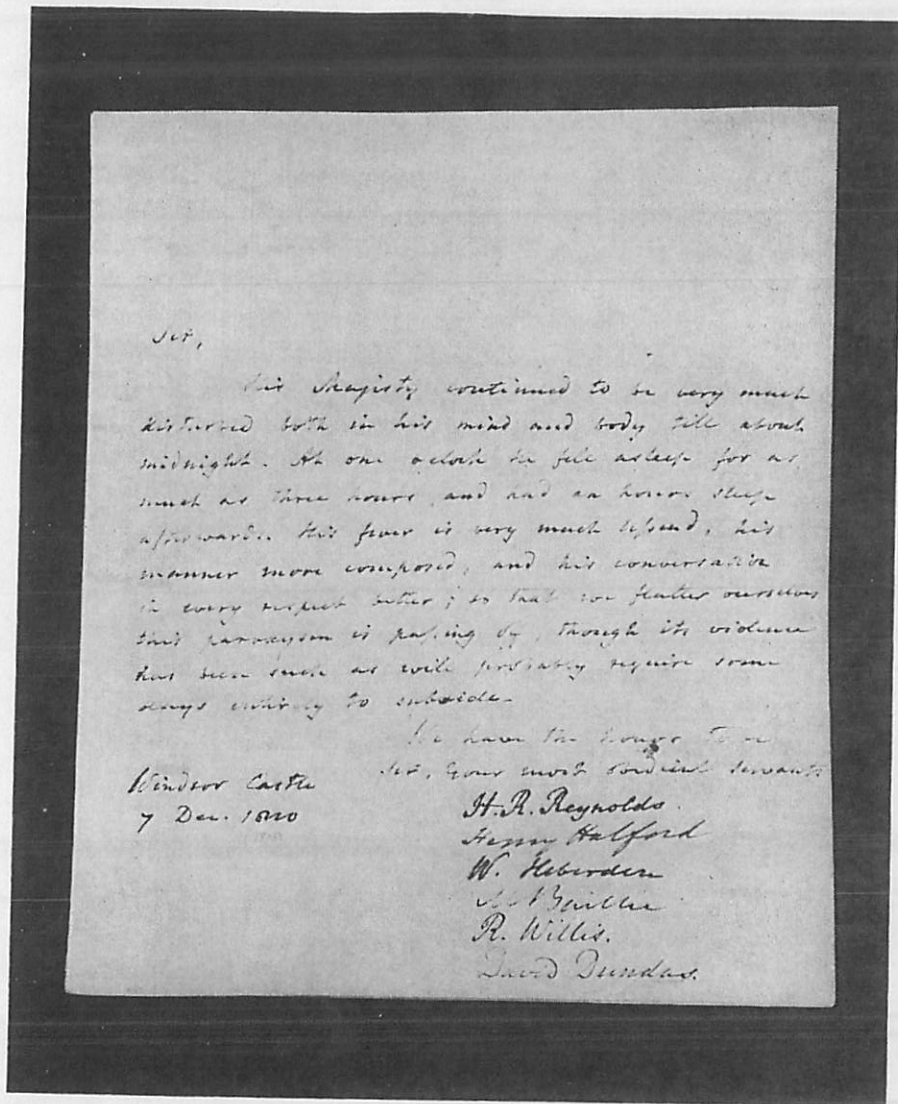 Sir,
His Majesty continued to be very much
disturbed both in his mind and body till about
midnight. At one o'clock he fell asleep for as
much as three hours, and had an hours sleep
afterwards. His fever is very much , his
manner more composed, and his conversation
in every respect better; so that we flatter ourselves
this paroxysm is passing by, though its violence
has been such as will probably require some
days entirely to subside.
We have the honor to be
Sir, Your most obedient servants
Windsor Castle
7 Dec.
H. R. Reynolds.
Henry Halford
W. Heberden
M Baillie
R. Willis.
David Dundas.